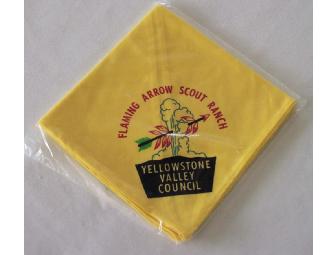 FLAMING ARROW SCOUT RANCH
YELLOWSTONE
VALLEY
COUNCIL